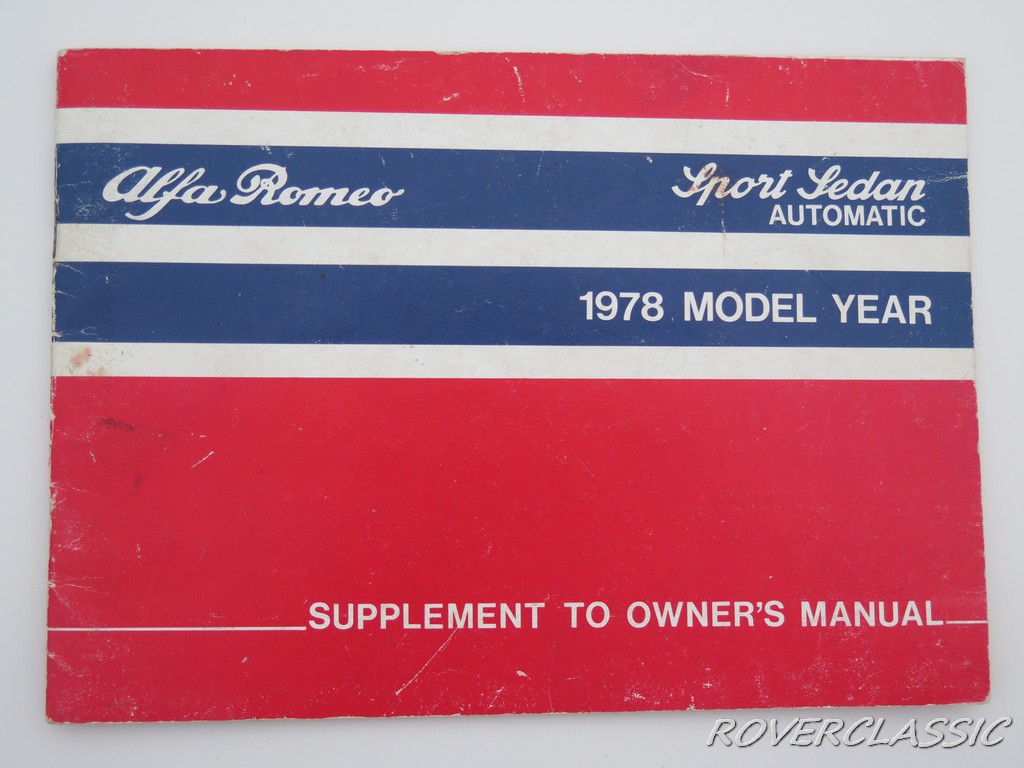 Alfa Romeo
Sport Sedan
AUTOMATIC
1978 MODEL YEAR
SUPPLEMENT TO OWNER'S MANUAL
ROVERCLASSIC